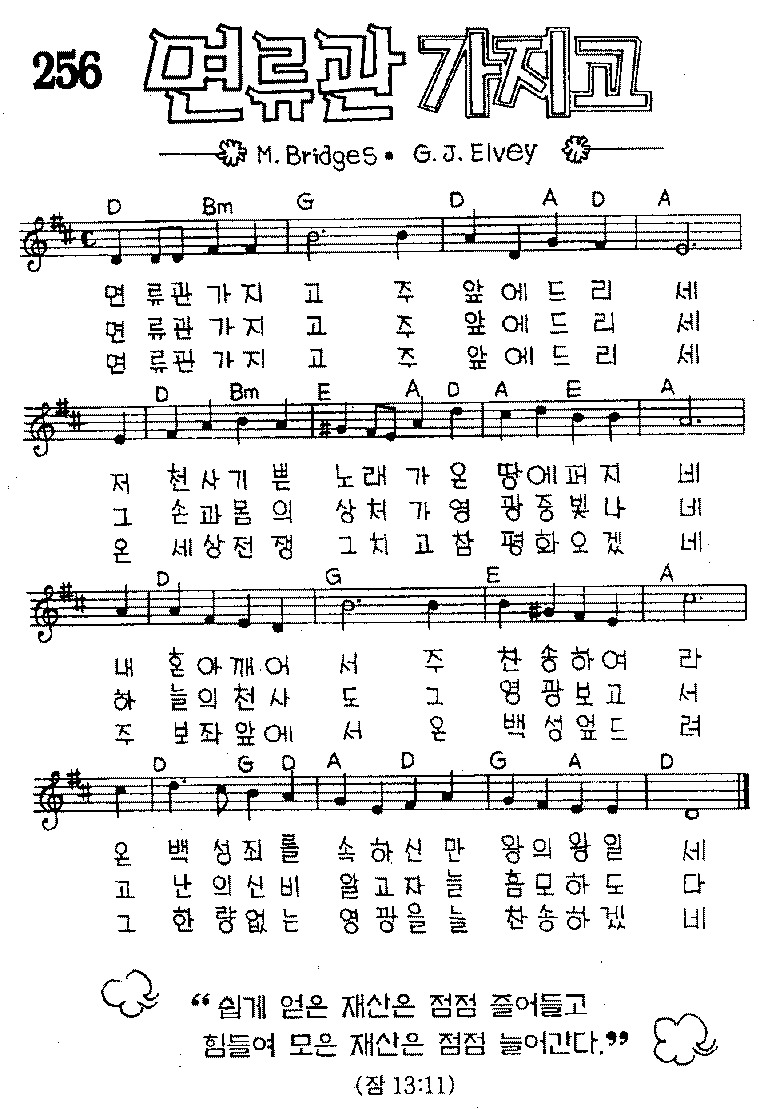 256 면류관 가지고
M. Bridges • G. J. Elvey
D Bm G D A D A
면 류관 가 지 고 주 앞 에 드 리 세
면 류관 가 지 고 주 앞 에 드 리 세
면 류관 가 지 고 주 앞 에 드 리 세
D Bm E A D A E A
저 천 사 기 쁜 노 래 가 온 땅 에 퍼 지 네
그 손 과 몸 의 상 처 가 영 광 중 빛 나 네
온 세 상 전 쟁 그 치 고 참 평 화 오 겠 네
D G E A
내 혼 아 깨 어 서 주 찬 송 하 여 라
하 늘 의 천 사 도 그 영 광 보 고 서
주 보 좌 앞 에 서 온 백 성 엎 드 려
D G D A D G A D
온 백 성 죄 를 속 하 신 만 왕 의 왕 일 세
고 난 의 신 비 알 고 자 늘 흠 모 하 도 다
그 한 량 없 는 영 광 을 늘 찬 송 하 겠 네
“ 쉽게 얻은 재산은 점점 줄어들고
힘들여 모은 재산은 점점 늘어간다.”
(잠 13:11)